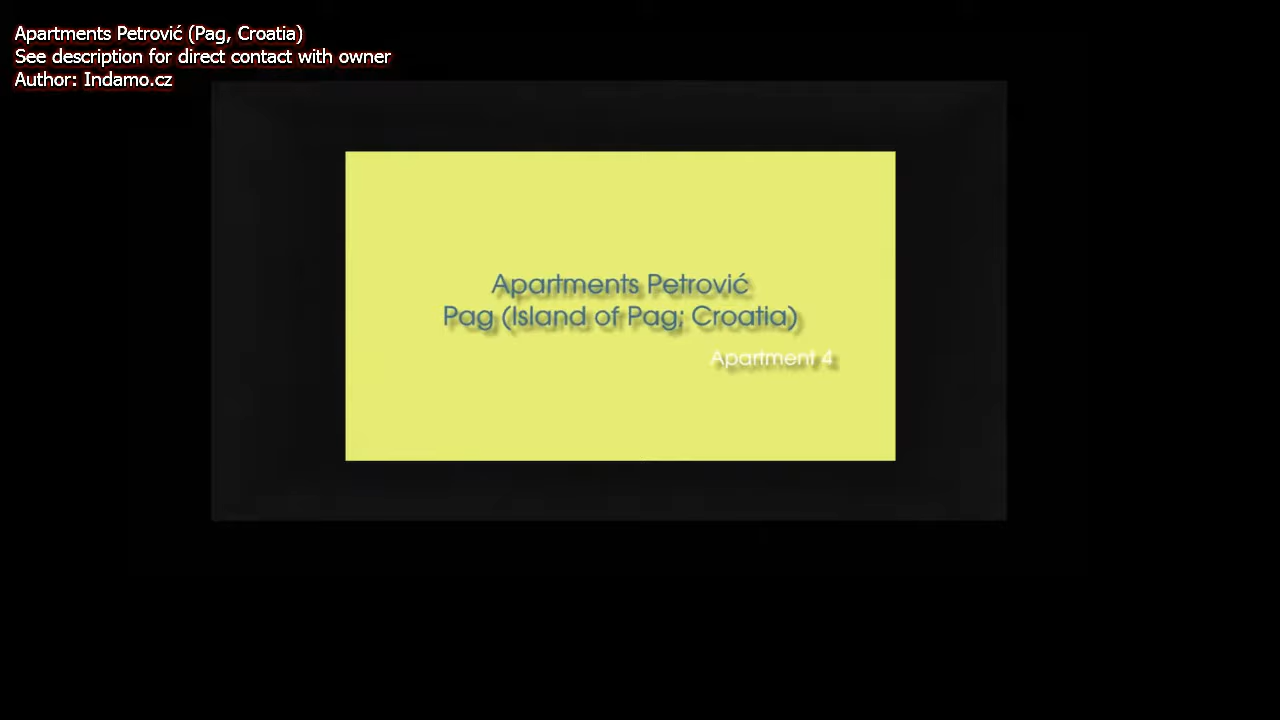 Apartments Petrović (Pag, Croatia)
See description for direct contact with owner
Author: Indamo.cz
Apartments Petrović
Pag (Island of Pag; Croatia)
Apartment 4